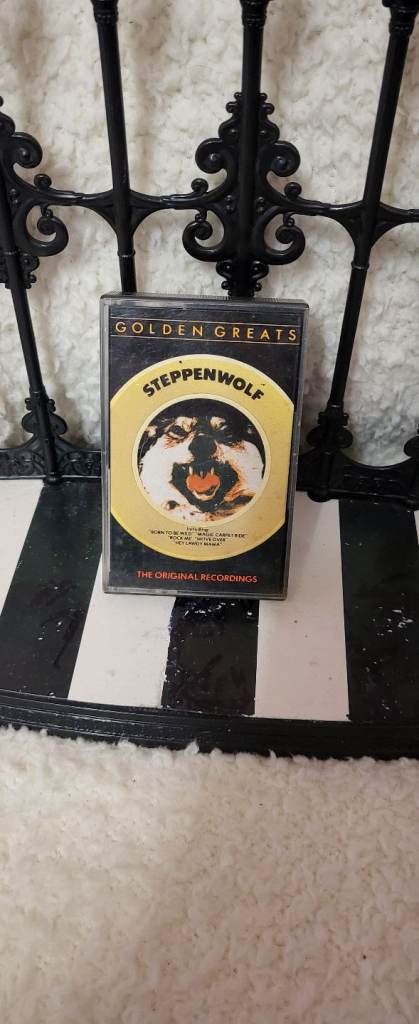 GOLDEN GREATS
STEPPENWOLF
Including
"BORN TO BE WILD" "MAGIC CARPET RIDE"
"ROCK ME" "MOVE OVER"
"HEY LAWDY MAMA"
THE ORIGINAL RECORDINGS